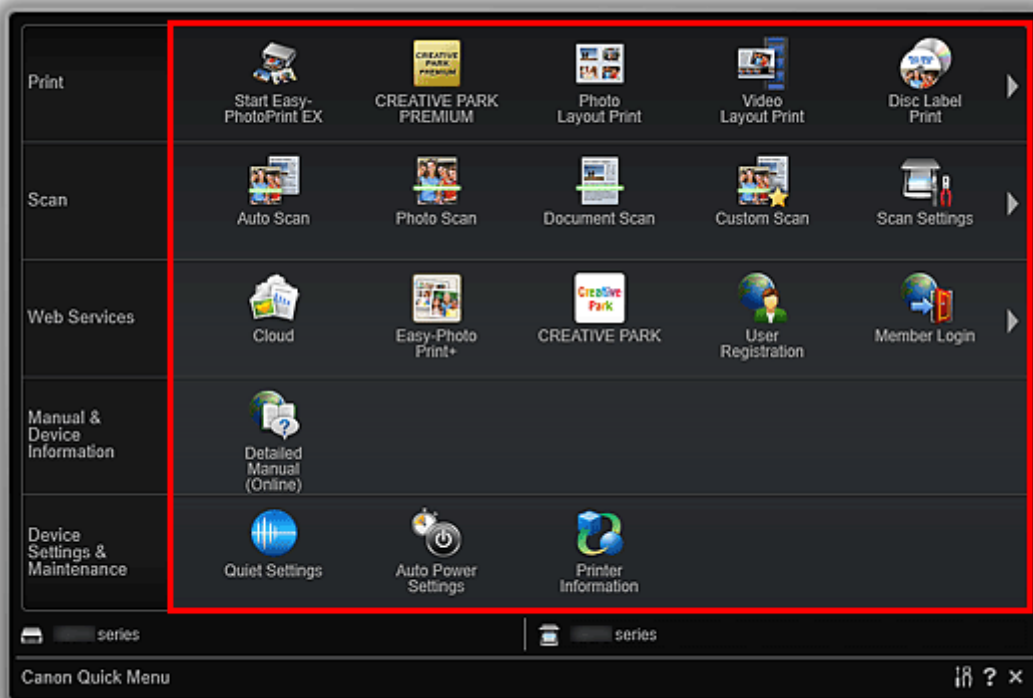 Print
CREATIVE
PARK
PREMIUM
Start Easy-
PhotoPrint EX
CREATIVE PARK
PREMIUM
Photo
Layout Print
Video
Layout Print
Disc Label
Print
Scan
Auto Scan
Photo Scan
Document Scan
Custom Scan
Scan Settings
Web Services
Creative
Park
Cloud
Easy-Photo
Print+
CREATIVE PARK
User
Registration
Member Login
Manual &
Device
Information
Detailed
Manual
(Online)
Device
Settings &
Maintenance
Quiet Settings
Auto Power
Settings
Printer
Information
series
series
Canon Quick Menu
?